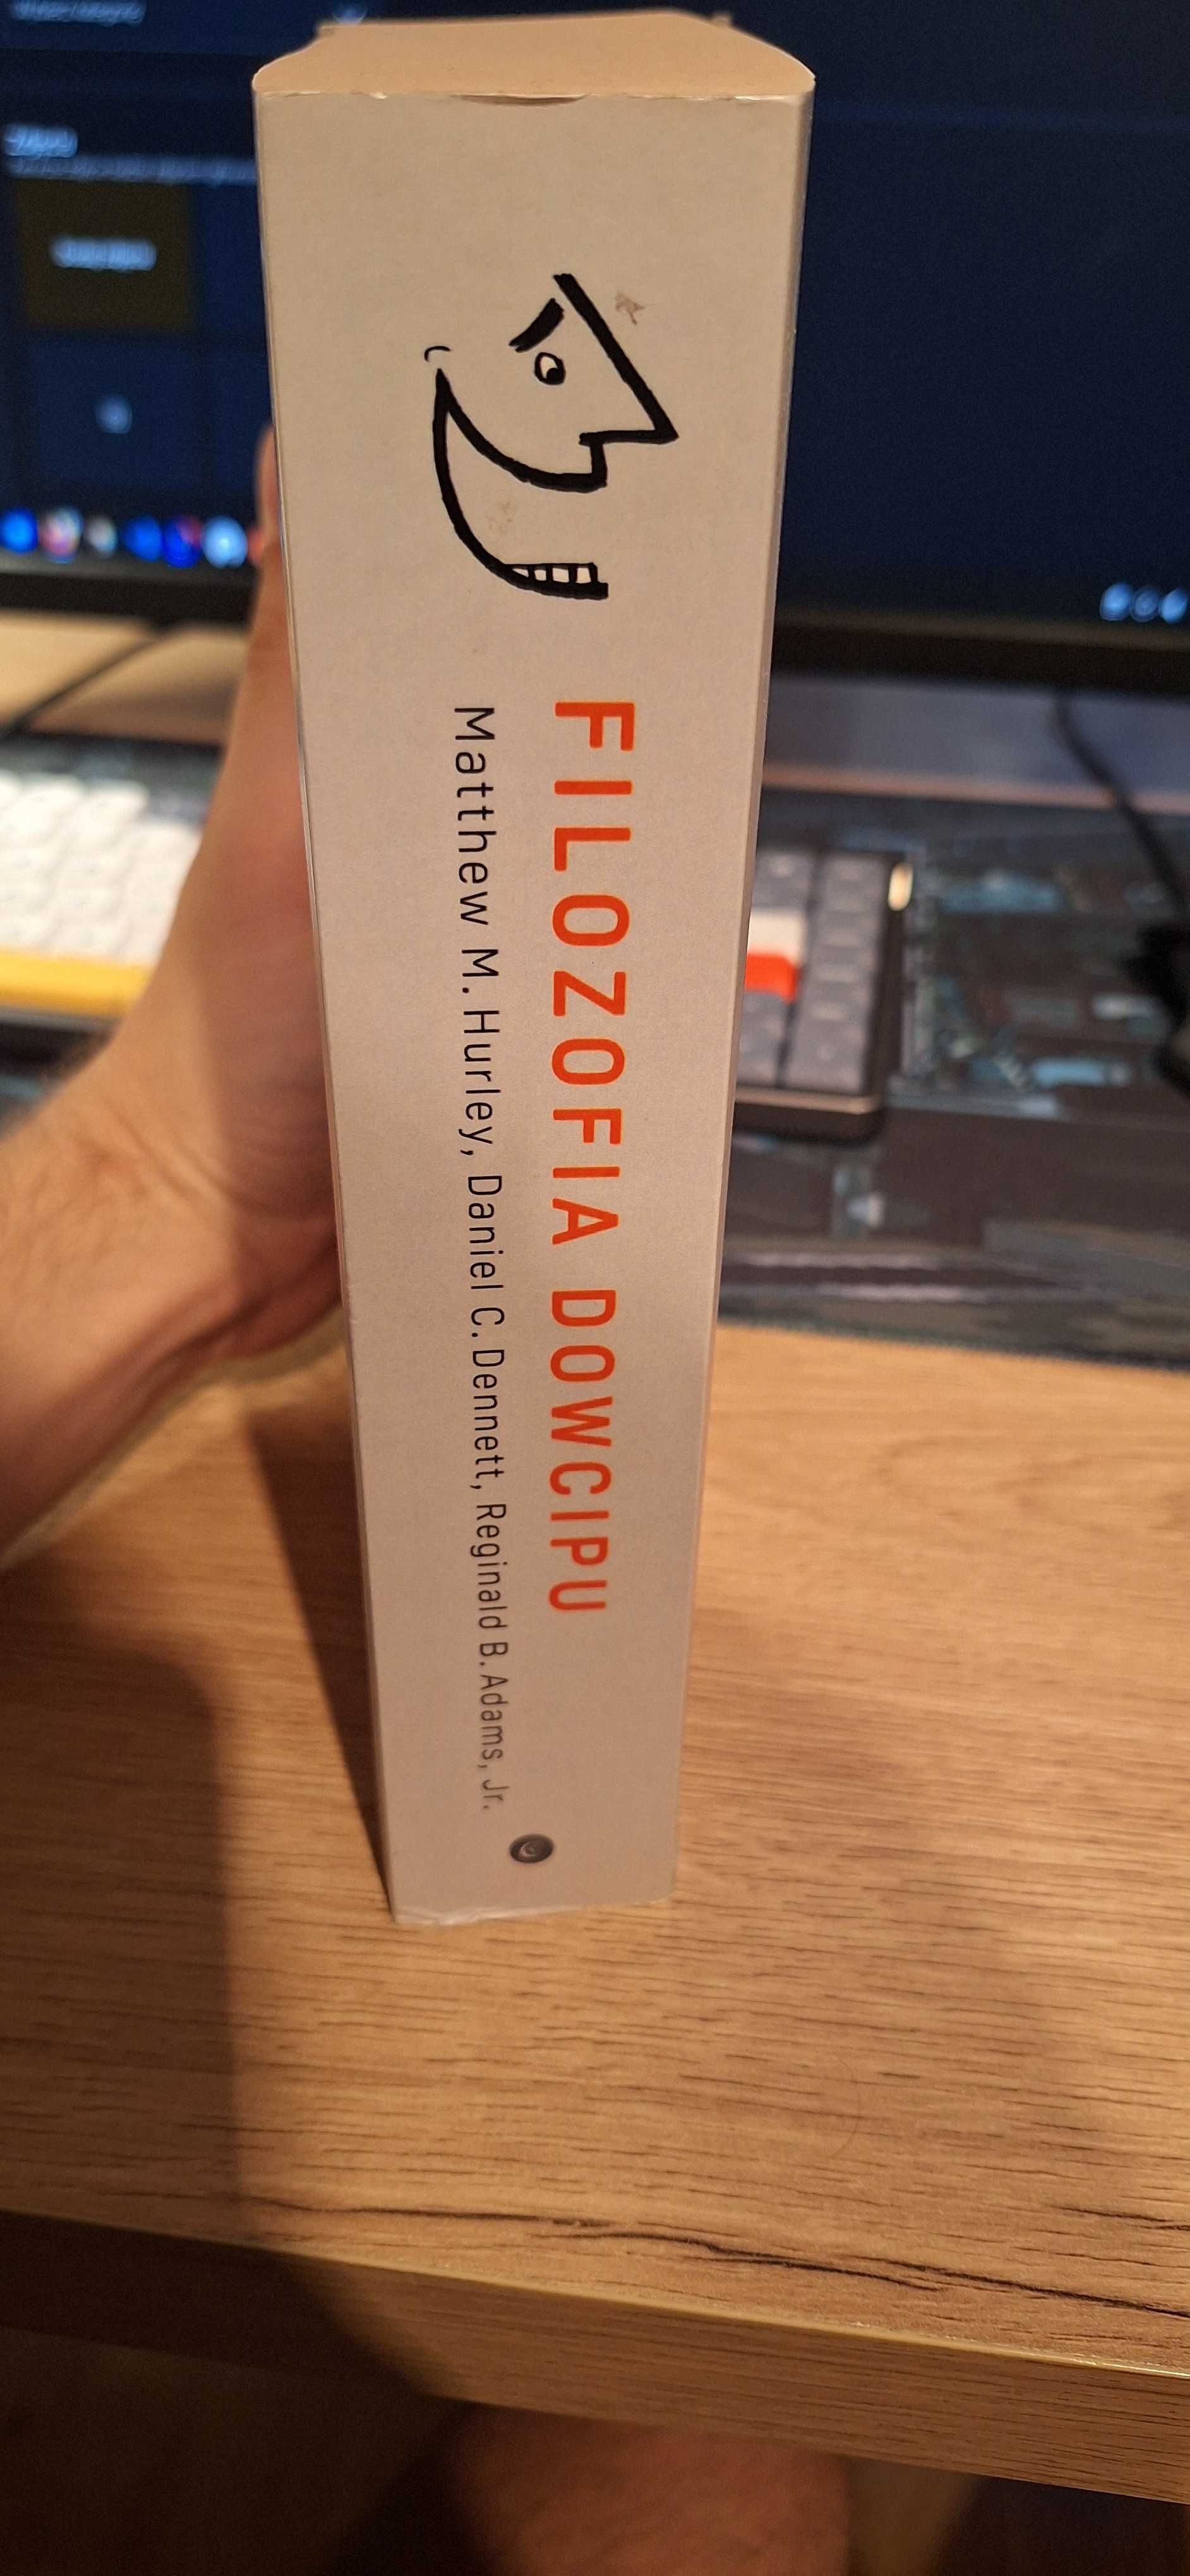 FILOZOFIA DOWCIPU
Matthew M. Hurley, Daniel C. Dennett, Reginald B. Adams, Jr.